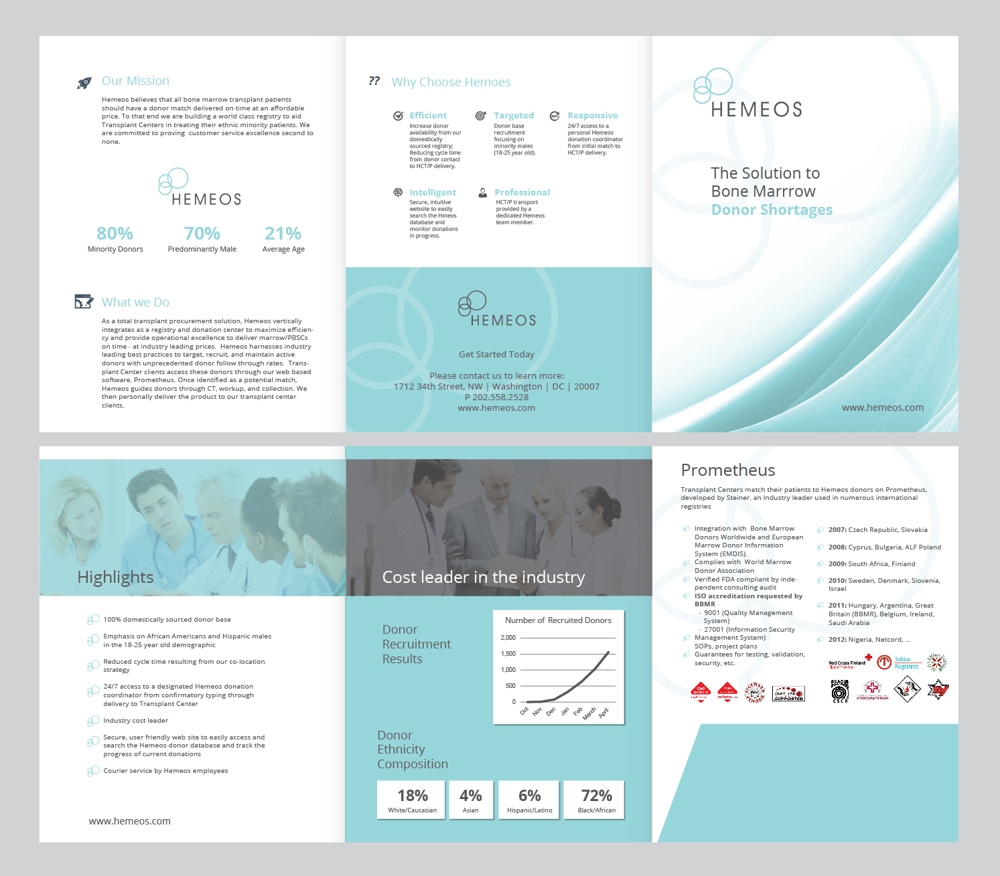 Our Mission
Hemeos believes that all bone marrow transplant patients
should have a donor match delivered on time at an affordable
price. To that end we are building a world class registry to aid
Transplant Centers in treating their ethnic minority patients. We
are committed to proving  customer service excellence second to
none.
HEMEOS
80%
Minority Donors
70%
Predominantly Male
21%
Average Age
What we Do
As a total transplant procurement solution, Hemeos vertically
integrates as a registry and donation center to maximize efficien-
cy and provide operational excellence to deliver marrow/PBSCs
on time - at industry leading prices.  Hemeos harnesses industry
leading best practices to target, recruit, and maintain active
donors with unprecedented donor follow through rates.  Trans-
plant Center clients access these donors through our web based
software, Prometheus. Once identified as a potential match,
Hemeos guides donors through CT, workup, and collection. We
then personally deliver the product to our transplant center
clients.
?? Why Choose Hemoes
Efficient
Increase donor
availability from our
domestically
sourced registry;
Reducing cycle time
from donor contact
to HCT/P delivery.
Targeted
Donor base
recruitment
focusing on
minority males
(18-25 year old).
24/7
Responsive
24/7 access to a
personal Hemeos
donation coordinator
from initial match to
HCT/P delivery.
Intelligent
Secure, intuitive
website to easily
search the Hmeos
database and
monitor donations
in progress.
Professional
HCT/P transport
provided by a
dedicated Hemeos
team member.
HEMEOS
Get Started Today
Please contact us to learn more:
1712 34th Street, NW | Washington | DC | 20007
P 202.558.2528
www.hemeos.com
HEMEOS
The Solution to
Bone Marrrow
Donor Shortages
www.hemeos.com
Highlights
100% domestically sourced donor base
Emphasis on African Americans and Hispanic males
in the 18-25 year old demographic
Reduced cycle time resulting from our co-location
strategy
24/7 access to a designated Hemeos donation
coordinator from confirmatory typing through
delivery to Transplant Center
Industry cost leader
Secure, user friendly web site to easily access and
search the Hemeos donor database and track the
progress of current donations
Courier service by Hemeos employees
www.hemeos.com
Cost leader in the industry
Donor
Recruitment
Results
Number of Recruited Donors
2,000
1,500
1,000
500
0
Oct
Nov
Dec
Jan
Feb
March
April
Donor
Ethnicity
Composition
18%
White/Caucasian
4%
Asian
6%
Hispanic/Latino
72%
Black/African
Prometheus
Transplant Centers match their patients to Hemeos donors on Prometheus,
developed by Steiner, an Industry leader used in numerous international
registries
Integration with  Bone Marrow
Donors Worldwide and European
Marrow Donor Information
System (EMDIS).
Complies with  World Marrow
Donor Association
Verified FDA compliant by inde-
pendent consulting audit
ISO accreditation requested by
BBMR
- 9001 (Quality Management
System)
- 27001 (Information Security
Management System)
SOPs, project plans
Guarantees for testing, validation,
security, etc.
2007: Czech Republic, Slovakia
2008: Cyprus, Bulgaria, ALF Poland
2009: South Africa, Finland
2010: Sweden, Denmark, Slovenia,
Israel
2011: Hungary, Argentina, Great
Britain (BBMR), Belgium, Ireland,
Saudi Arabia
2012: Nigeria, Netcord, ...
Red Cross Finland
Blood Service
Tobias
Registret
LICENSED
VENDOR
ISBT 128
SUPPORTED
PRAGUE
CSCR
АЛЕКСАНДРОВСКА